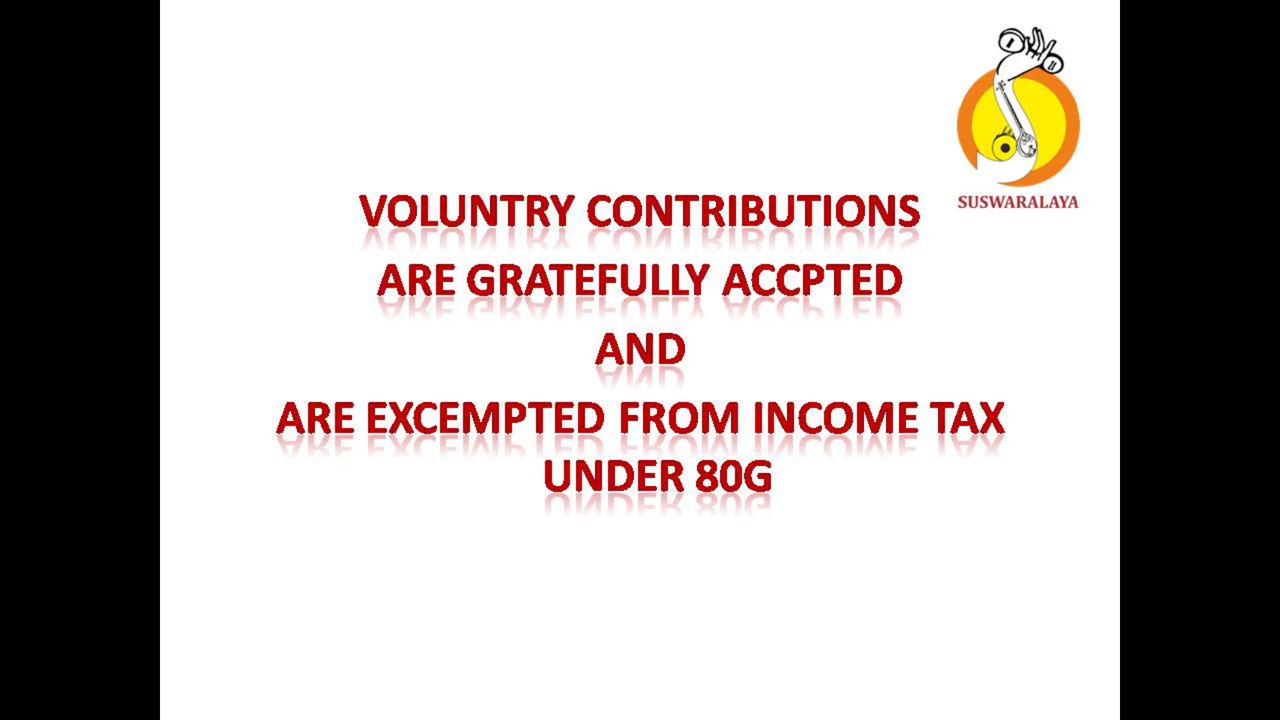 SUSWARALAYA
VOLUNTRY CONTRIBUTIONS
ARE GRATEFULLY ACCPTED
AND
ARE EXCEMPTED FROM INCOME TAX
UNDER 80G